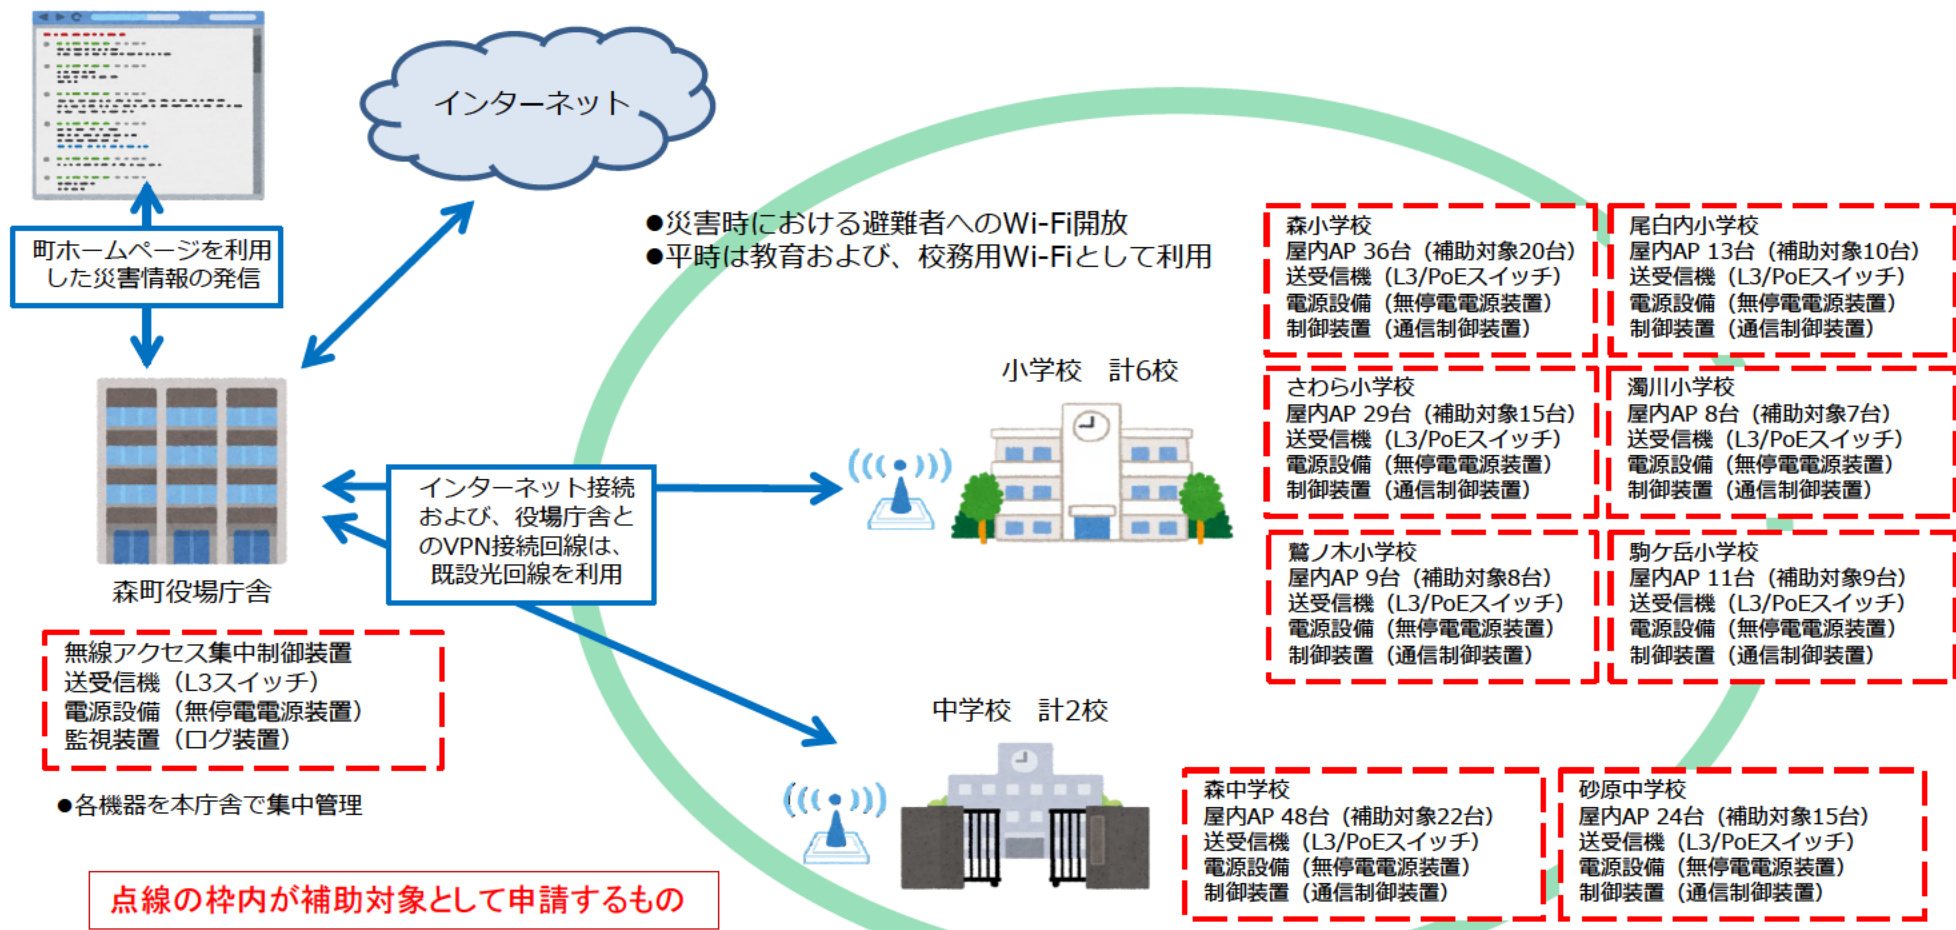 インターネット
町ホームページを利用
した災害情報の発信
●災害時における避難者へのWi-Fi開放
●平時は教育および、校務用Wi-Fiとして利用
森町役場庁舎
無線アクセス集中制御装置
送受信機（L3スイッチ）
電源設備（無停電電源装置）
監視装置（ログ装置）
●各機器を本庁舎で集中管理
点線の枠内が補助対象として申請するもの
インターネット接続
および、役場庁舎と
のVPN接続回線は、
既設光回線を利用
小学校　計6校
森小学校
屋内AP 36台（補助対象20台）
送受信機（L3/PoEスイッチ）
電源設備（無停電電源装置）
制御装置（通信制御装置）
尾白内小学校
屋内AP 13台（補助対象10台）
送受信機（L3/PoEスイッチ）
電源設備（無停電電源装置）
制御装置（通信制御装置）
さわら小学校
屋内AP 29台（補助対象15台）
送受信機（L3/PoEスイッチ）
電源設備（無停電電源装置）
制御装置（通信制御装置）
濁川小学校
屋内AP 8台（補助対象7台）
送受信機（L3/PoEスイッチ）
電源設備（無停電電源装置）
制御装置（通信制御装置）
鷲ノ木小学校
屋内AP 9台（補助対象8台）
送受信機（L3/PoEスイッチ）
電源設備（無停電電源装置）
制御装置（通信制御装置）
駒ケ岳小学校
屋内AP 11台（補助対象9台）
送受信機（L3/PoEスイッチ）
電源設備（無停電電源装置）
制御装置（通信制御装置）
中学校　計2校
森中学校
屋内AP 48台（補助対象22台）
送受信機（L3/PoEスイッチ）
電源設備（無停電電源装置）
制御装置（通信制御装置）
砂原中学校
屋内AP 24台（補助対象15台）
送受信機（L3/PoEスイッチ）
電源設備（無停電電源装置）
制御装置（通信制御装置）